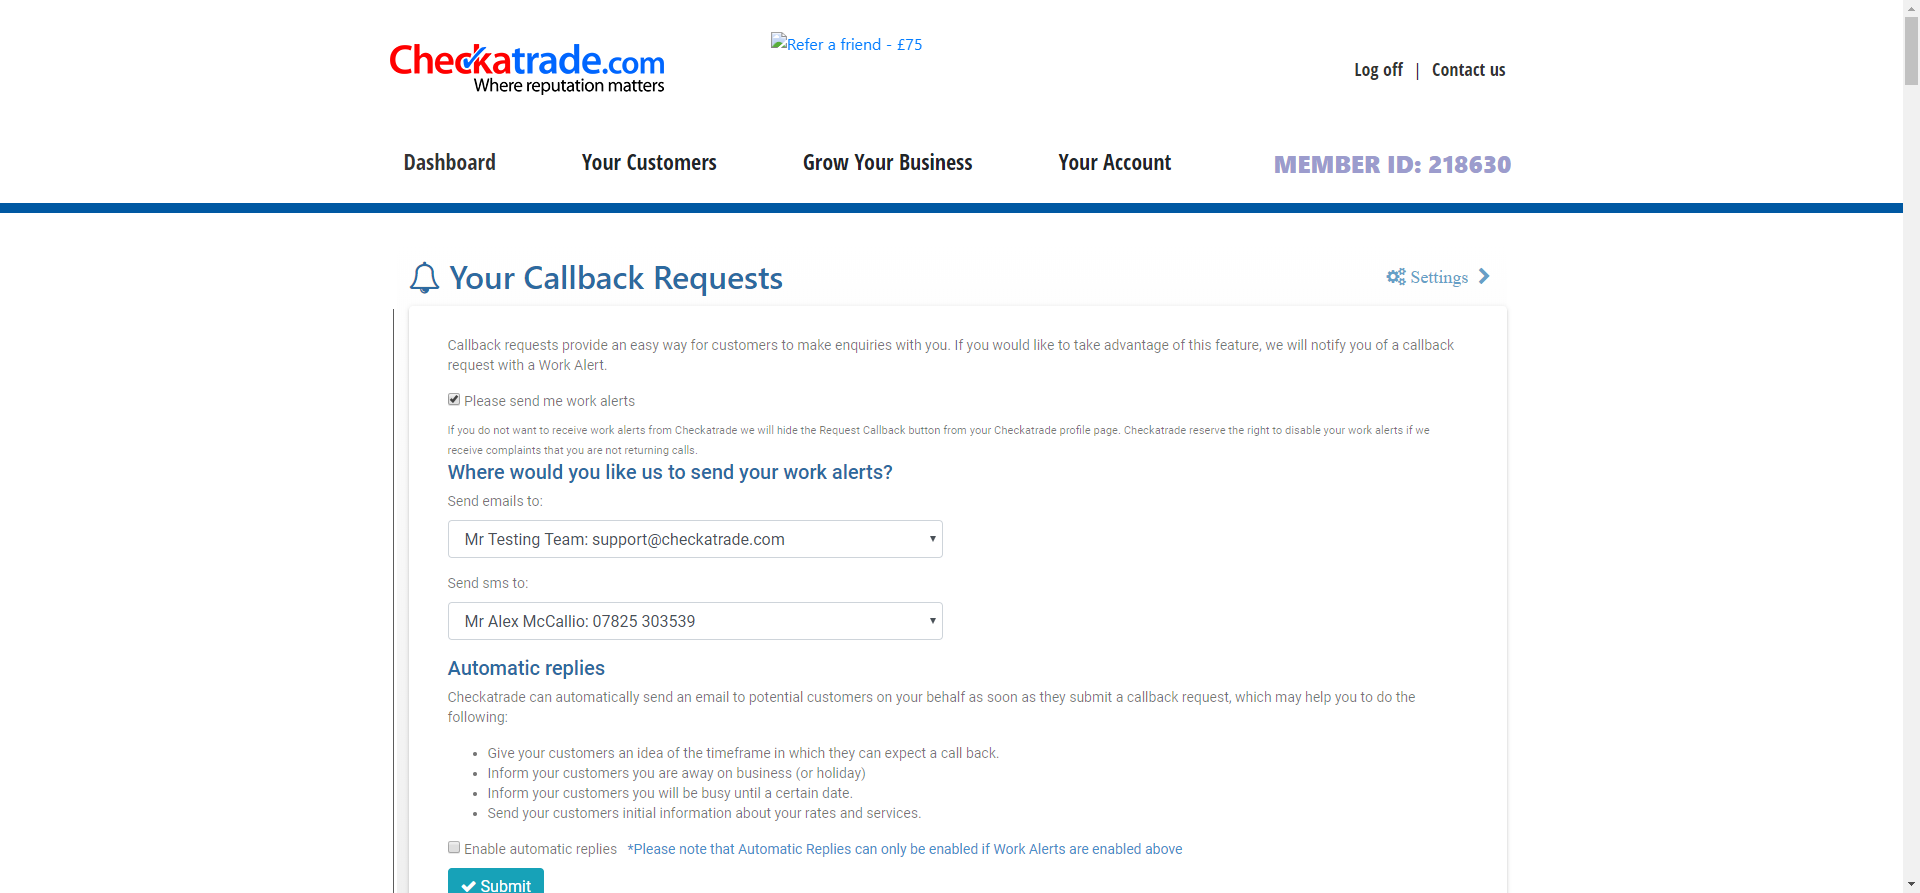 Checkatrade.com
Where reputation matters
Refer a friend - £75
Log off | Contact us
Dashboard
Your Customers
Grow Your Business
Your Account
MEMBER ID: 218630
Your Callback Requests
Settings
Callback requests provide an easy way for customers to make enquiries with you. If you would like to take advantage of this feature, we will notify you of a callback
request with a Work Alert.
Please send me work alerts
If you do not want to receive work alerts from Checkatrade we will hide the Request Callback button from your Checkatrade profile page. Checkatrade reserve the right to disable your work alerts if we
receive complaints that you are not returning calls.
Where would you like us to send your work alerts?
Send emails to:
Mr Testing Team: support@checkatrade.com
Send sms to:
Mr Alex McCallio: 07825 303539
Automatic replies
Checkatrade can automatically send an email to potential customers on your behalf as soon as they submit a callback request, which may help you to do the
following:
• Give your customers an idea of the timeframe in which they can expect a call back.
• Inform your customers you are away on business (or holiday)
• Inform your customers you will be busy until a certain date.
• Send your customers initial information about your rates and services.
Enable automatic replies *Please note that Automatic Replies can only be enabled if Work Alerts are enabled above
Submit